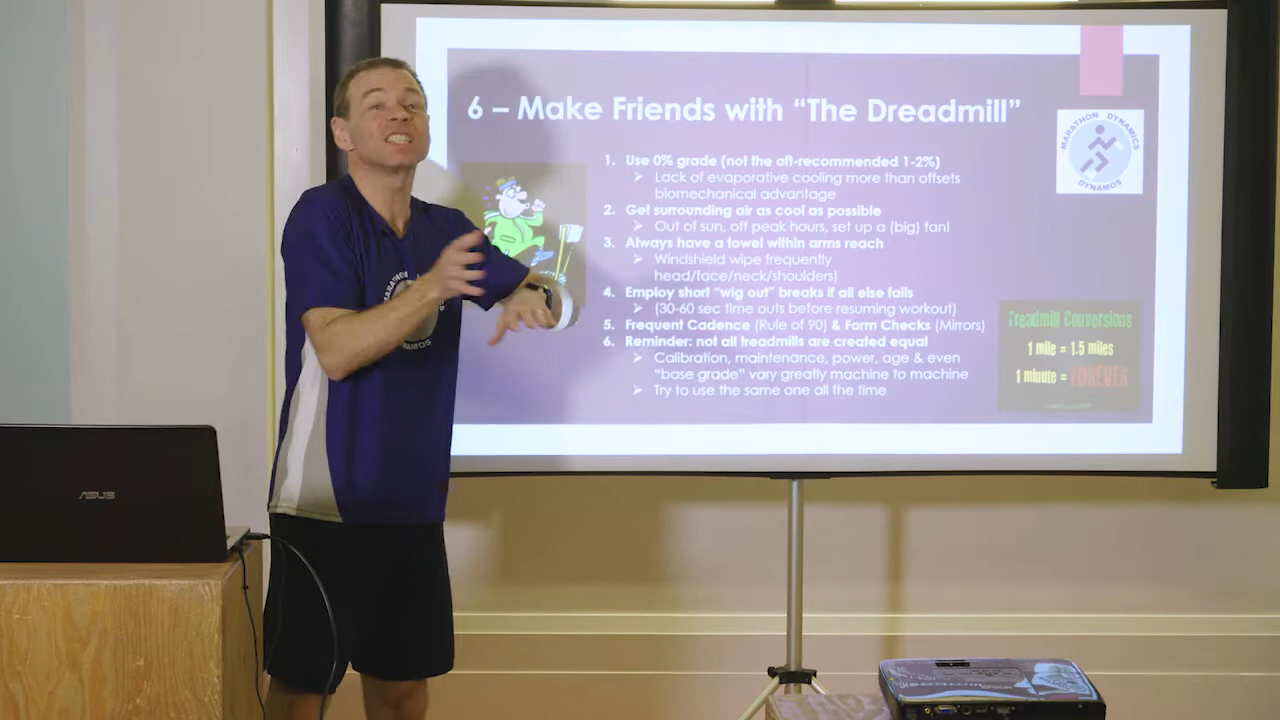 6 – Make Friends with “The Dreadmill”
MARATHON DYNAMICS
DYNAMOS
1. Use 0% grade (not the oft-recommended 1-2%)
Lack of evaporative cooling more than offsets
biomechanical advantage
2. Get surrounding air as cool as possible
Out of sun, off peak hours, set up a (big) fan!
3. Always have a towel within arms reach
Windshield wipe frequently
head/face/neck/shoulders)
4. Employ short “wig out” breaks if all else fails
(30-60 sec time outs before resuming workout)
5. Frequent Cadence (Rule of 90) & Form Checks (Mirrors)
6. Reminder: not all treadmills are created equal
Calibration, maintenance, power, age & even
“base grade” vary greatly machine to machine
Try to use the same one all the time
Treadmill Conversions
1 mile = 1.5 miles
1 minute = FOREVER
ASUS